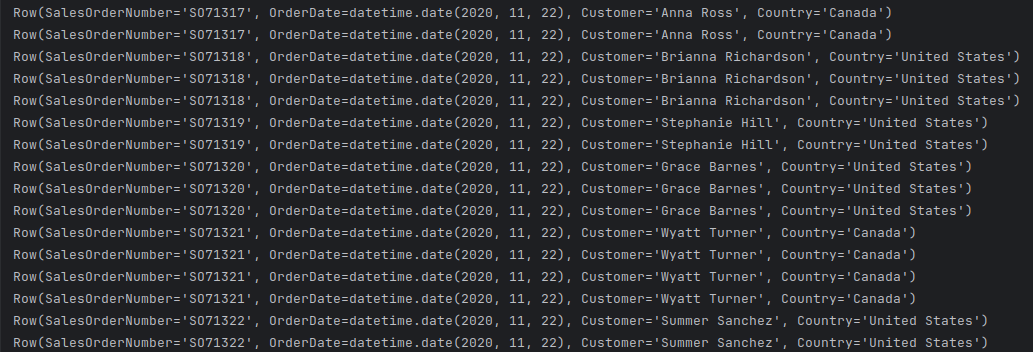 Row(SalesOrderNumber='SO71317', OrderDate=datetime.date(2020, 11, 22), Customer='Anna Ross', Country='Canada')
Row(SalesOrderNumber='SO71317', OrderDate=datetime.date(2020, 11, 22), Customer='Anna Ross', Country='Canada')
Row(SalesOrderNumber='SO71318', OrderDate=datetime.date(2020, 11, 22), Customer='Brianna Richardson', Country='United States')
Row(SalesOrderNumber='SO71318', OrderDate=datetime.date(2020, 11, 22), Customer='Brianna Richardson', Country='United States')
Row(SalesOrderNumber='SO71318', OrderDate=datetime.date(2020, 11, 22), Customer='Brianna Richardson', Country='United States')
Row(SalesOrderNumber='SO71319', OrderDate=datetime.date(2020, 11, 22), Customer='Stephanie Hill', Country='United States')
Row(SalesOrderNumber='SO71319', OrderDate=datetime.date(2020, 11, 22), Customer='Stephanie Hill', Country='United States')
Row(SalesOrderNumber='SO71320', OrderDate=datetime.date(2020, 11, 22), Customer='Grace Barnes', Country='United States')
Row(SalesOrderNumber='SO71320', OrderDate=datetime.date(2020, 11, 22), Customer='Grace Barnes', Country='United States')
Row(SalesOrderNumber='SO71320', OrderDate=datetime.date(2020, 11, 22), Customer='Grace Barnes', Country='United States')
Row(SalesOrderNumber='SO71321', OrderDate=datetime.date(2020, 11, 22), Customer='Wyatt Turner', Country='Canada')
Row(SalesOrderNumber='SO71321', OrderDate=datetime.date(2020, 11, 22), Customer='Wyatt Turner', Country='Canada')
Row(SalesOrderNumber='SO71321', OrderDate=datetime.date(2020, 11, 22), Customer='Wyatt Turner', Country='Canada')
Row(SalesOrderNumber='SO71321', OrderDate=datetime.date(2020, 11, 22), Customer='Wyatt Turner', Country='Canada')
Row(SalesOrderNumber='SO71322', OrderDate=datetime.date(2020, 11, 22), Customer='Summer Sanchez', Country='United States')
Row(SalesOrderNumber='SO71322', OrderDate=datetime.date(2020, 11, 22), Customer='Summer Sanchez', Country='United States')